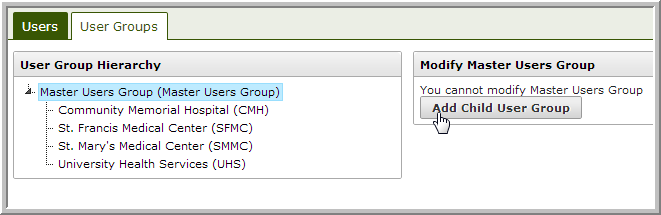 Users
User Groups
User Group Hierarchy
Master Users Group (Master Users Group)
Community Memorial Hospital (CMH)
St. Francis Medical Center (SFMC)
St. Mary's Medical Center (SMMC)
University Health Services (UHS)
Modify Master Users Group
You cannot modify Master Users Group
Add Child User Group